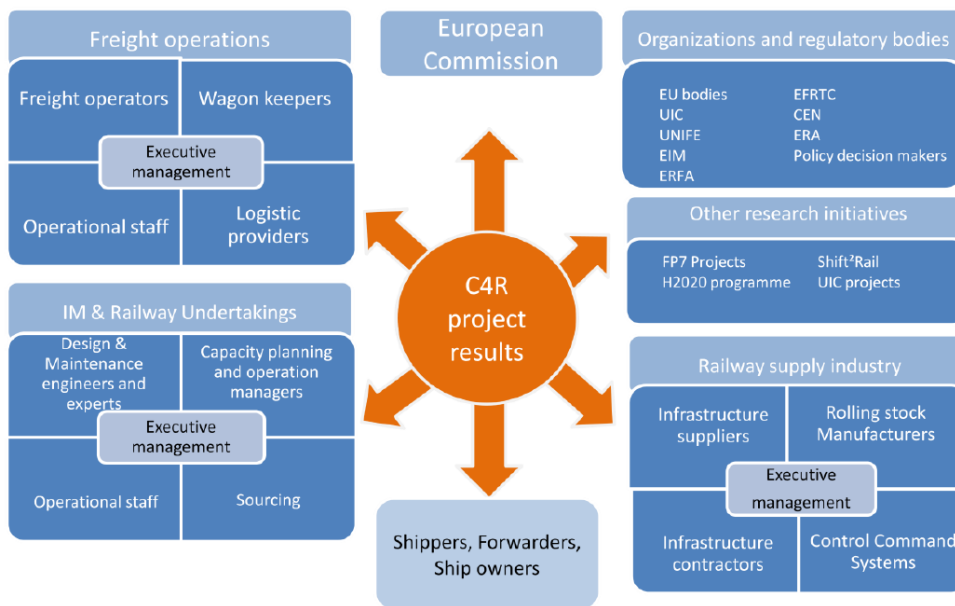 Freight operations
Freight operators
Wagon keepers
Executive
management
Operational staff
Logistic
providers
IM & Railway Undertakings
Design &
Maintenance
engineers and
experts
Capacity planning
and operation
managers
Executive
management
Operational staff
Sourcing
European
Commission
C4R
project
results
Shippers, Forwarders,
Ship owners
Organizations and regulatory bodies
EU bodies
UIC
UNIFE
EIM
ERFA
EFRTC
CEN
ERA
Policy decision makers
Other research initiatives
FP7 Projects
H2020 programme
Shift²Rail
UIC projects
Railway supply industry
Infrastructure
suppliers
Rolling stock
Manufacturers
Executive
management
Infrastructure
contractors
Control Command
Systems